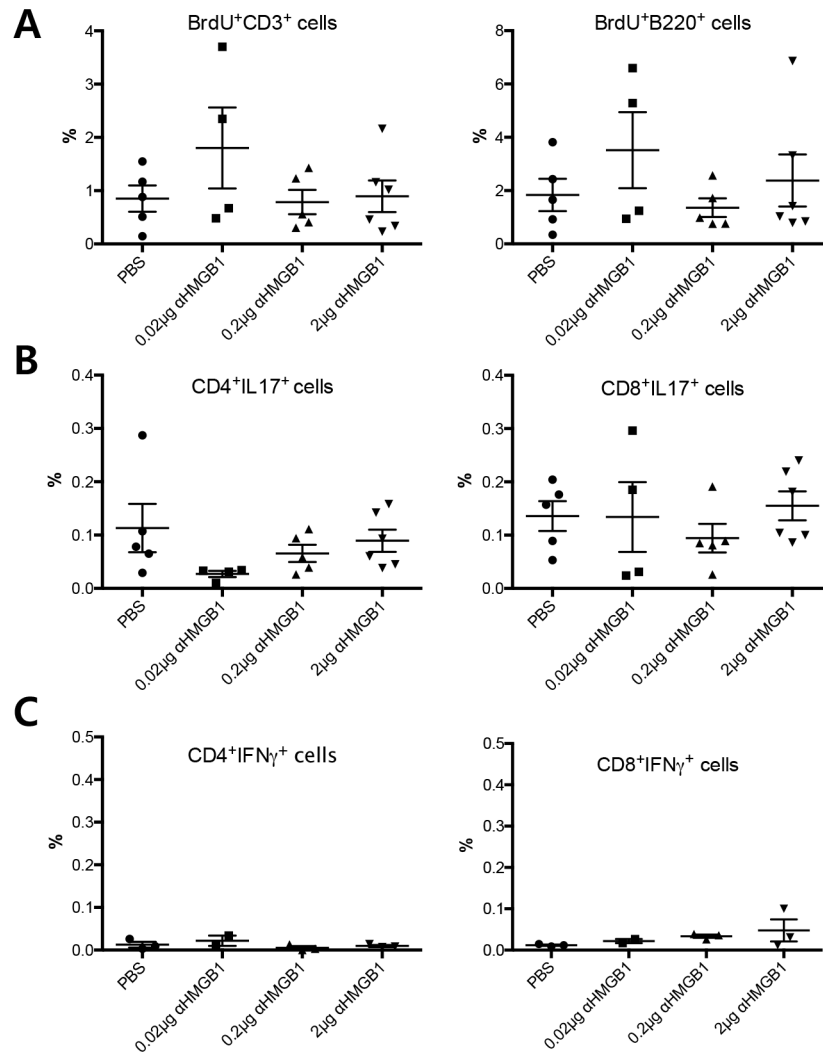 A
BrdU⁺CD3⁺ cells
%
4
3
2
1
0
PBS
0.02µg αHMGB1
0.2µg αHMGB1
2µg αHMGB1
BrdU⁺B220⁺ cells
%
8
6
4
2
0
PBS
0.02µg αHMGB1
0.2µg αHMGB1
2µg αHMGB1
B
CD4⁺IL17⁺ cells
%
0.4
0.3
0.2
0.1
0.0
PBS
0.02µg αHMGB1
0.2µg αHMGB1
2µg αHMGB1
CD8⁺IL17⁺ cells
%
0.4
0.3
0.2
0.1
0.0
PBS
0.02µg αHMGB1
0.2µg αHMGB1
2µg αHMGB1
C
CD4⁺IFNγ⁺ cells
%
0.5
0.4
0.3
0.2
0.1
0.0
PBS
0.02µg αHMGB1
0.2µg αHMGB1
2µg αHMGB1
CD8⁺IFNγ⁺ cells
%
0.5
0.4
0.3
0.2
0.1
0.0
PBS
0.02µg αHMGB1
0.2µg αHMGB1
2µg αHMGB1